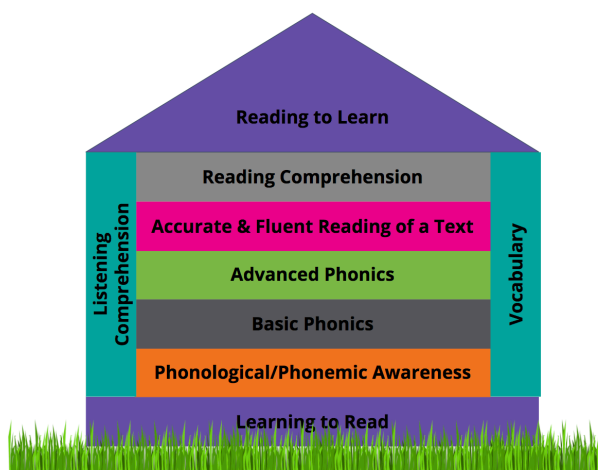 Reading to Learn
Reading Comprehension
Accurate & Fluent Reading of a Text
Advanced Phonics
Basic Phonics
Phonological/Phonemic Awareness
Listening
Comprehension
Vocabulary
Learning to Read